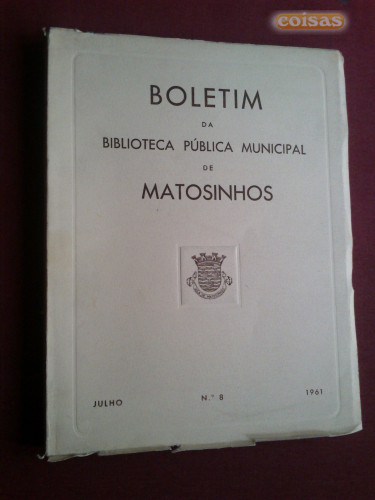 coisas
BOLETIM
DA
BIBLIOTECA PÚBLICA MUNICIPAL
DE
MATOSINHOS
JULHO N.º 8 1961